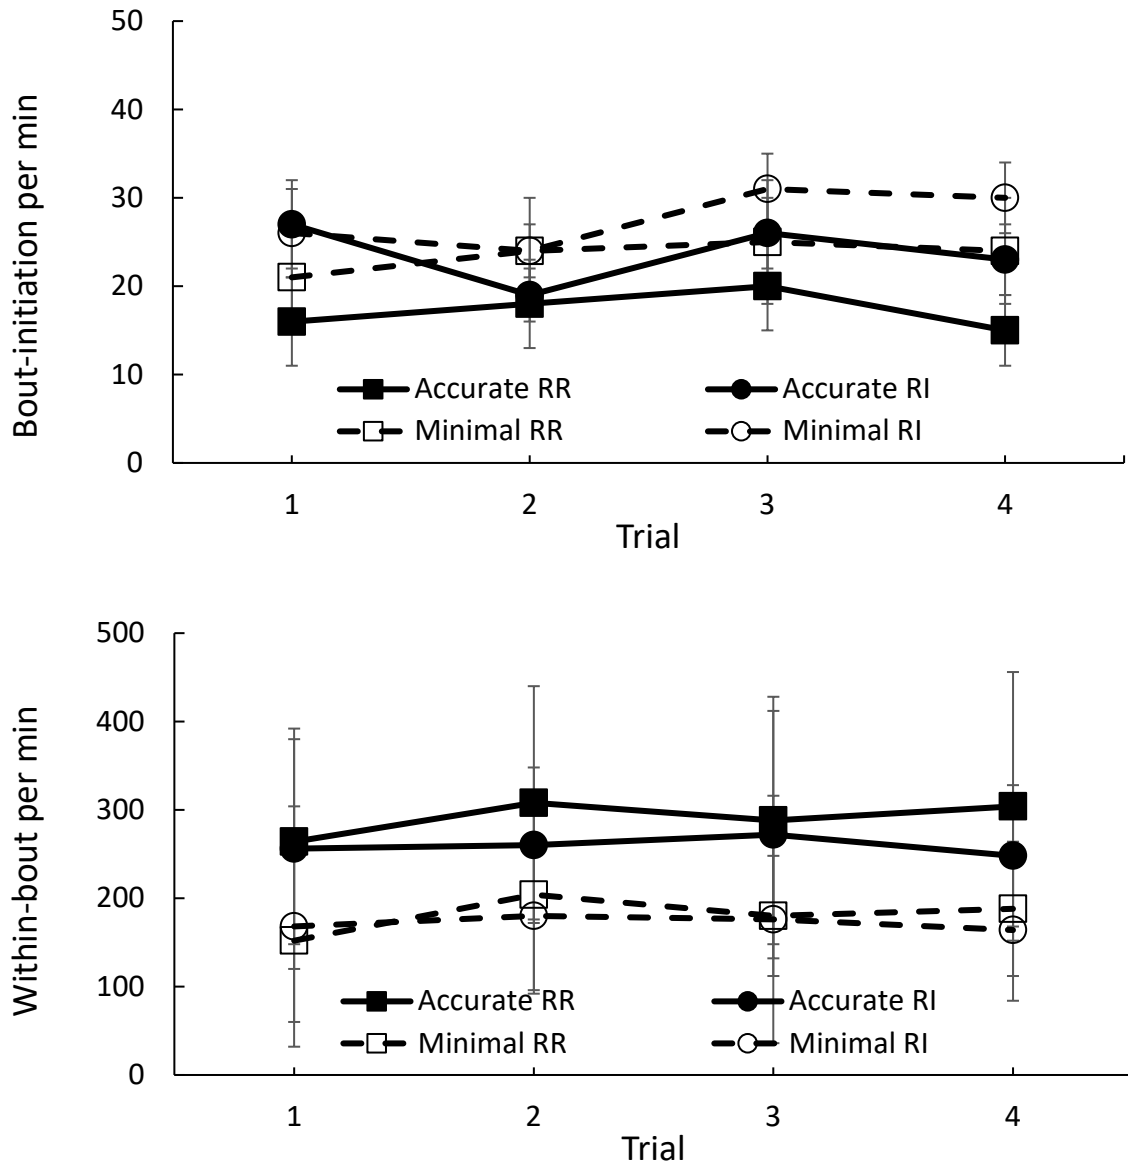 50
40
30
20
10
0
Bout-initiation per min
Accurate RR Accurate RI
Minimal RR Minimal RI
1 2 3 4
Trial
500
400
300
200
100
0
Within-bout per min
Accurate RR Accurate RI
Minimal RR Minimal RI
1 2 3 4
Trial